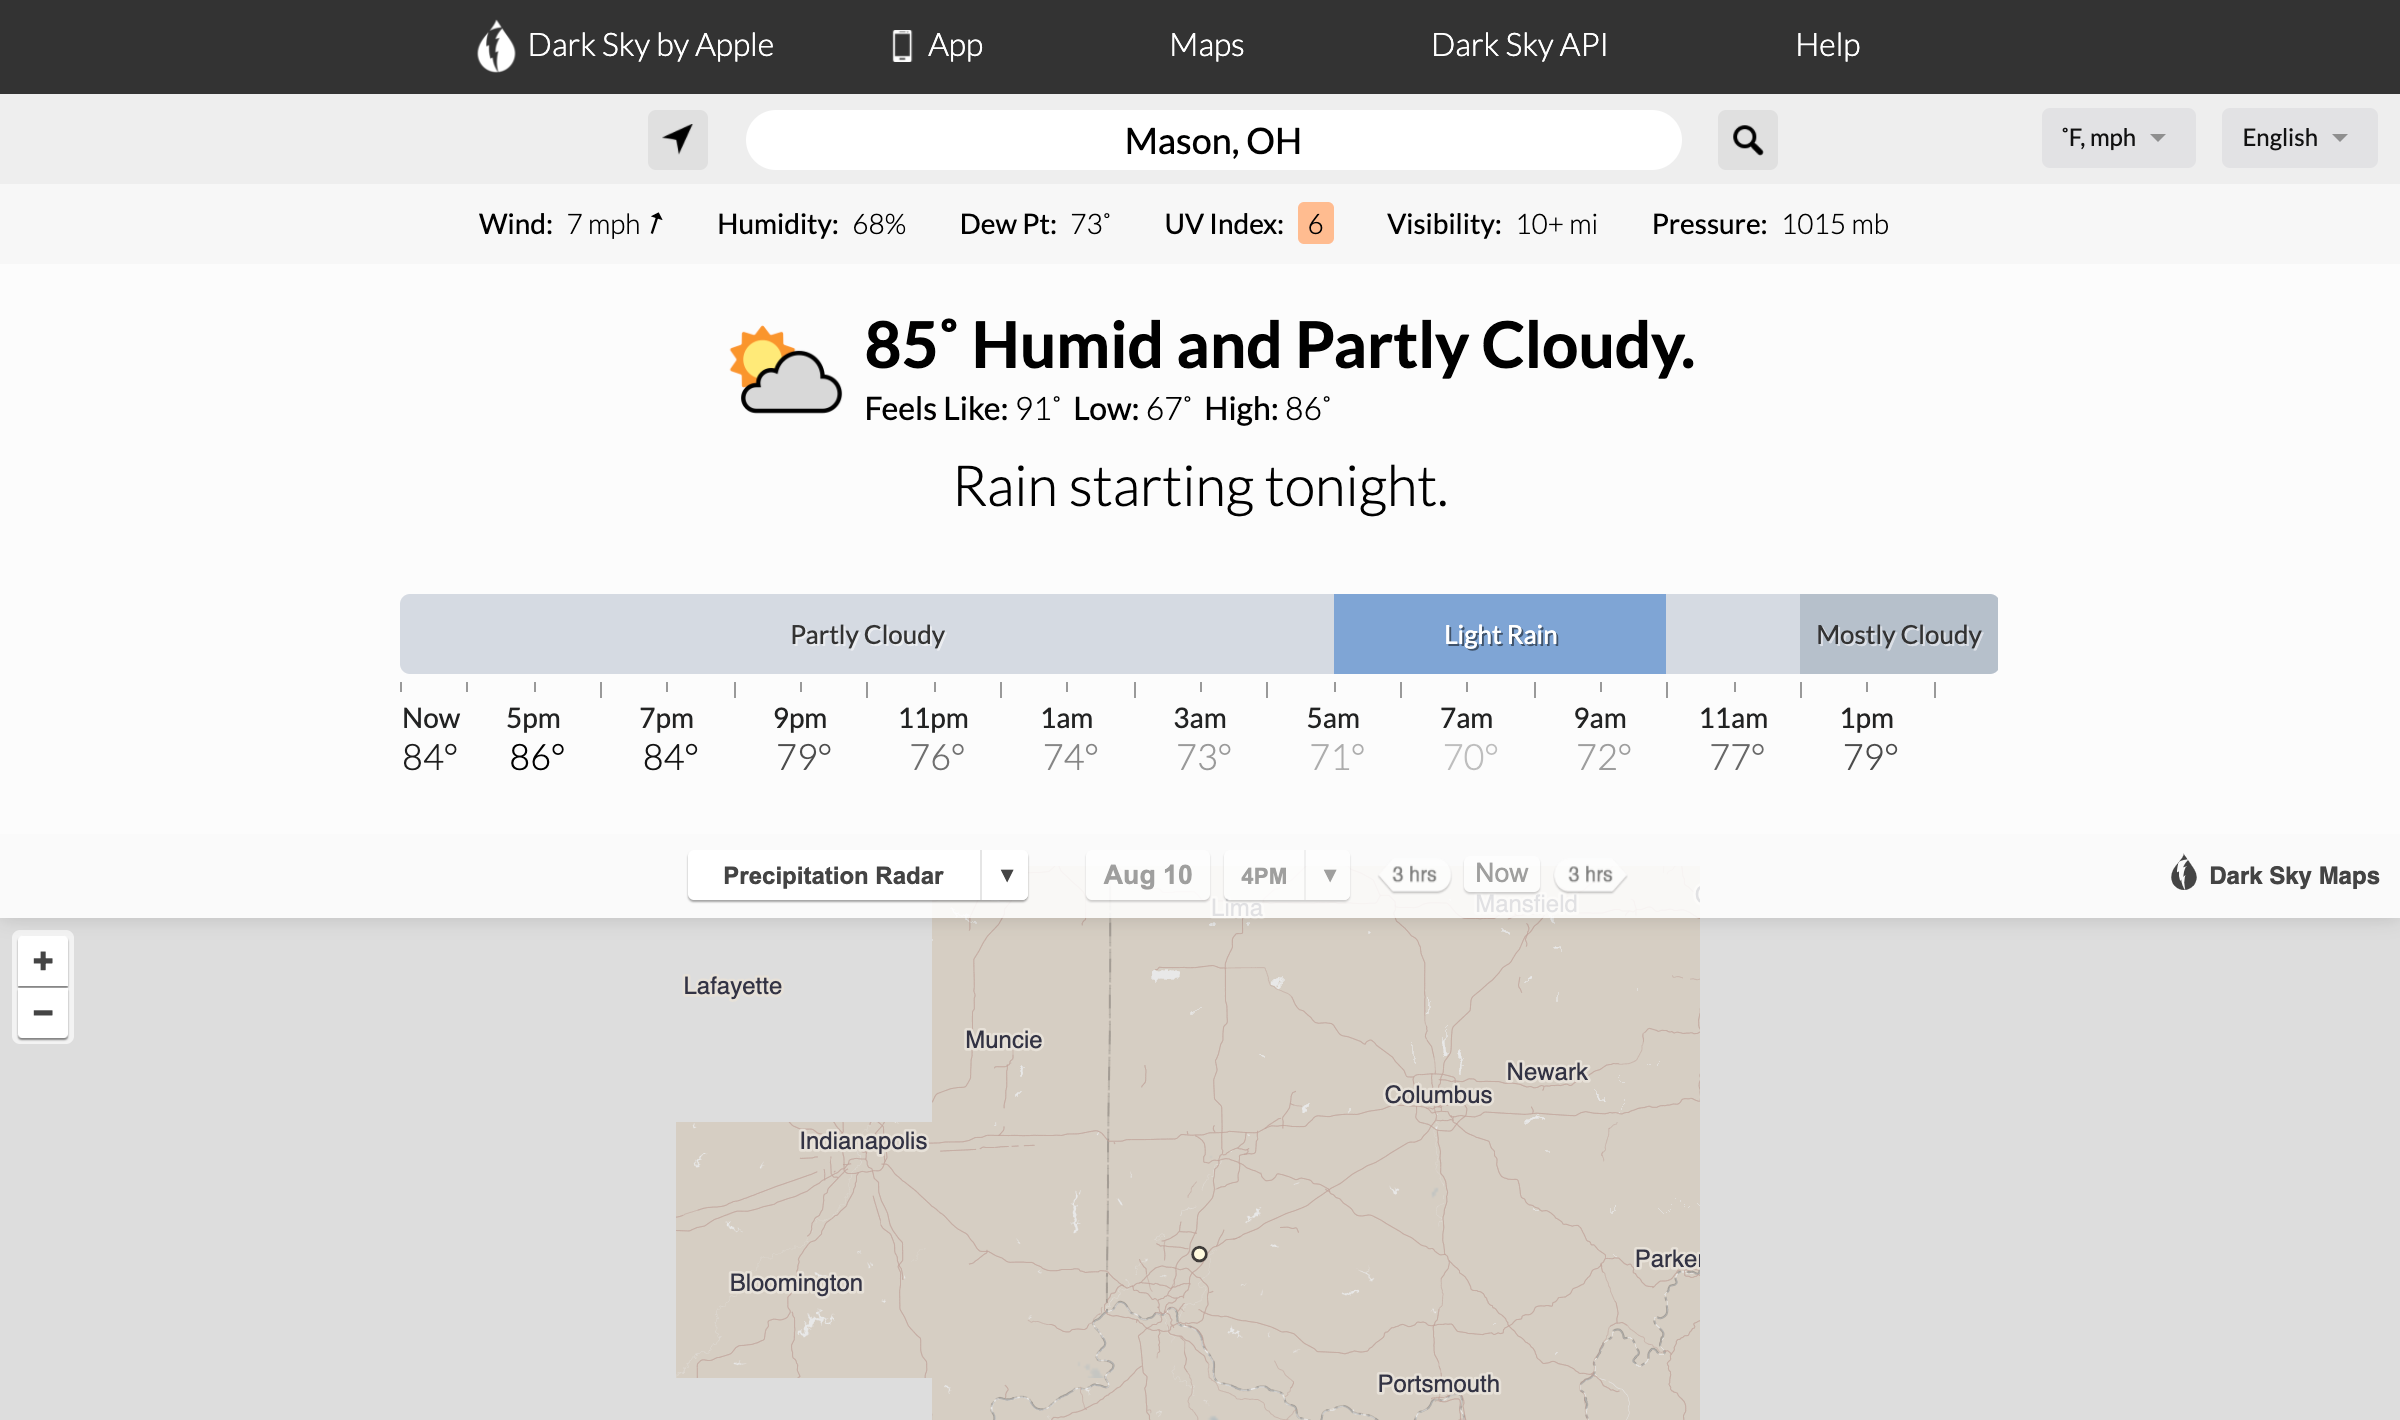 Dark Sky by Apple App Maps Dark Sky API Help
Mason, OH
˚F, mph
English
Wind: 7 mph Humidity: 68% Dew Pt: 73˚ UV Index: 6 Visibility: 10+ mi Pressure: 1015 mb
85˚ Humid and Partly Cloudy.
Feels Like: 91˚ Low: 67˚ High: 86˚
Rain starting tonight.
Partly Cloudy Light Rain Mostly Cloudy
Now 5pm 7pm 9pm 11pm 1am 3am 5am 7am 9am 11am 1pm
84° 86° 84° 79° 76° 74° 73° 71° 70° 72° 77° 79°
Precipitation Radar ▼ Aug 10 4PM ▼ 3 hrs Now 3 hrs Dark Sky Maps
Lima Mansfield
+
−
Lafayette
Muncie
Newark
Columbus
Indianapolis
Parker
Bloomington
Portsmouth